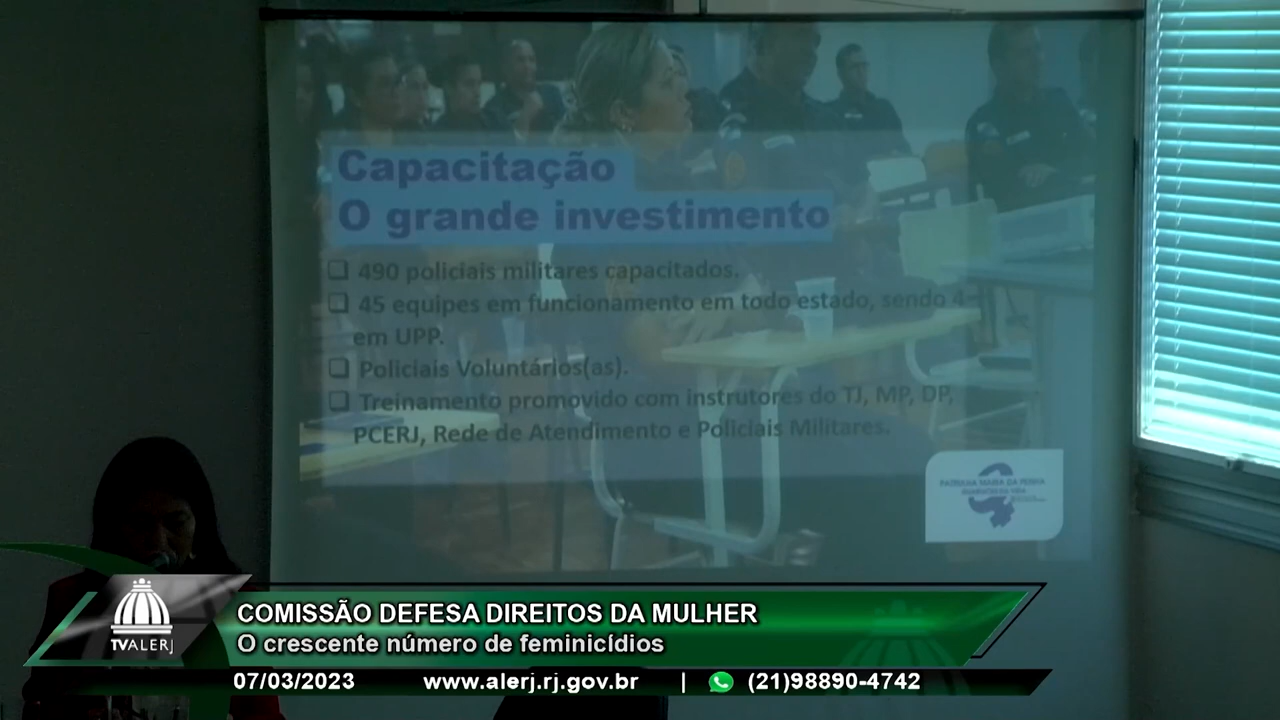 Capacitação
O grande investimento
❑ 490 policiais militares capacitados.
❑ 45 equipes em funcionamento em todo estado, sendo 4
em UPP.
❑ Policiais Voluntários(as).
❑ Treinamento promovido com instrutores do TJ, MP, DP,
PCERJ, Rede de Atendimento e Policiais Militares.
PATRULHA MARIA DA PENHA
COMISSÃO DEFESA DIREITOS DA MULHER
O crescente número de feminicídios
TVALERJ
07/03/2023 www.alerj.rj.gov.br | (21)98890-4742